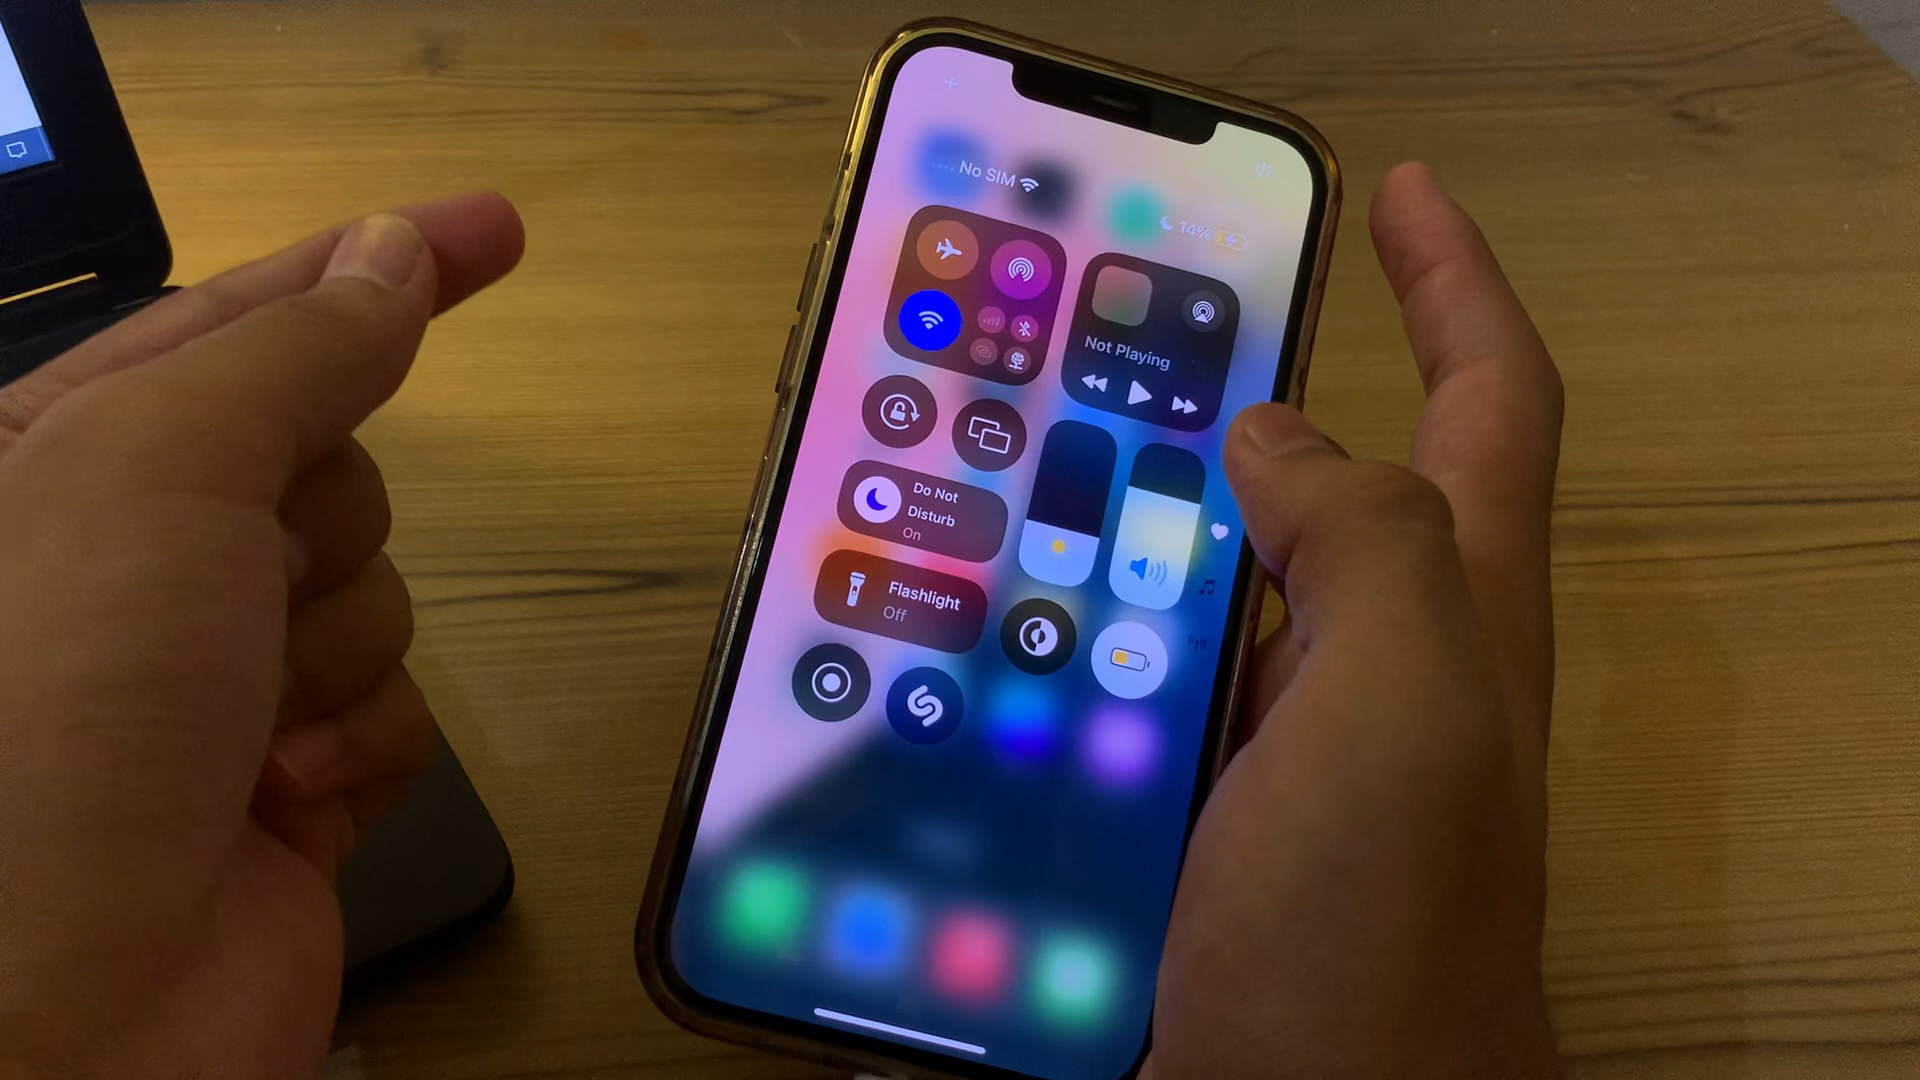 No SIM
14%
Not Playing
Do Not
Disturb
On
Flashlight
Off